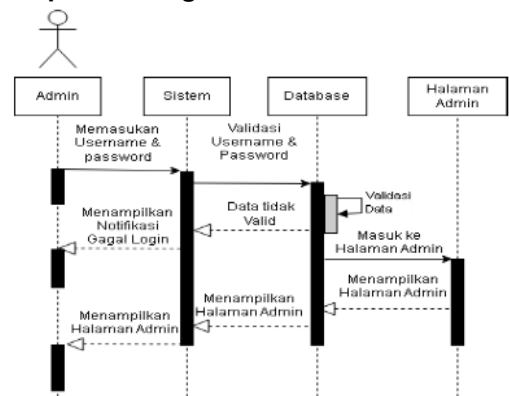 Admin
Sistem
Database
Halaman
Admin
Memasukan
Username &
password
Validasi
Username &
Password
Validasi
Data
Data tidak
Valid
Menampilkan
Notifikasi
Gagal Login
Masuk ke
Halaman Admin
Menampilkan
Halaman Admin
Menampilkan
Halaman Admin
Menampilkan
Halaman Admin